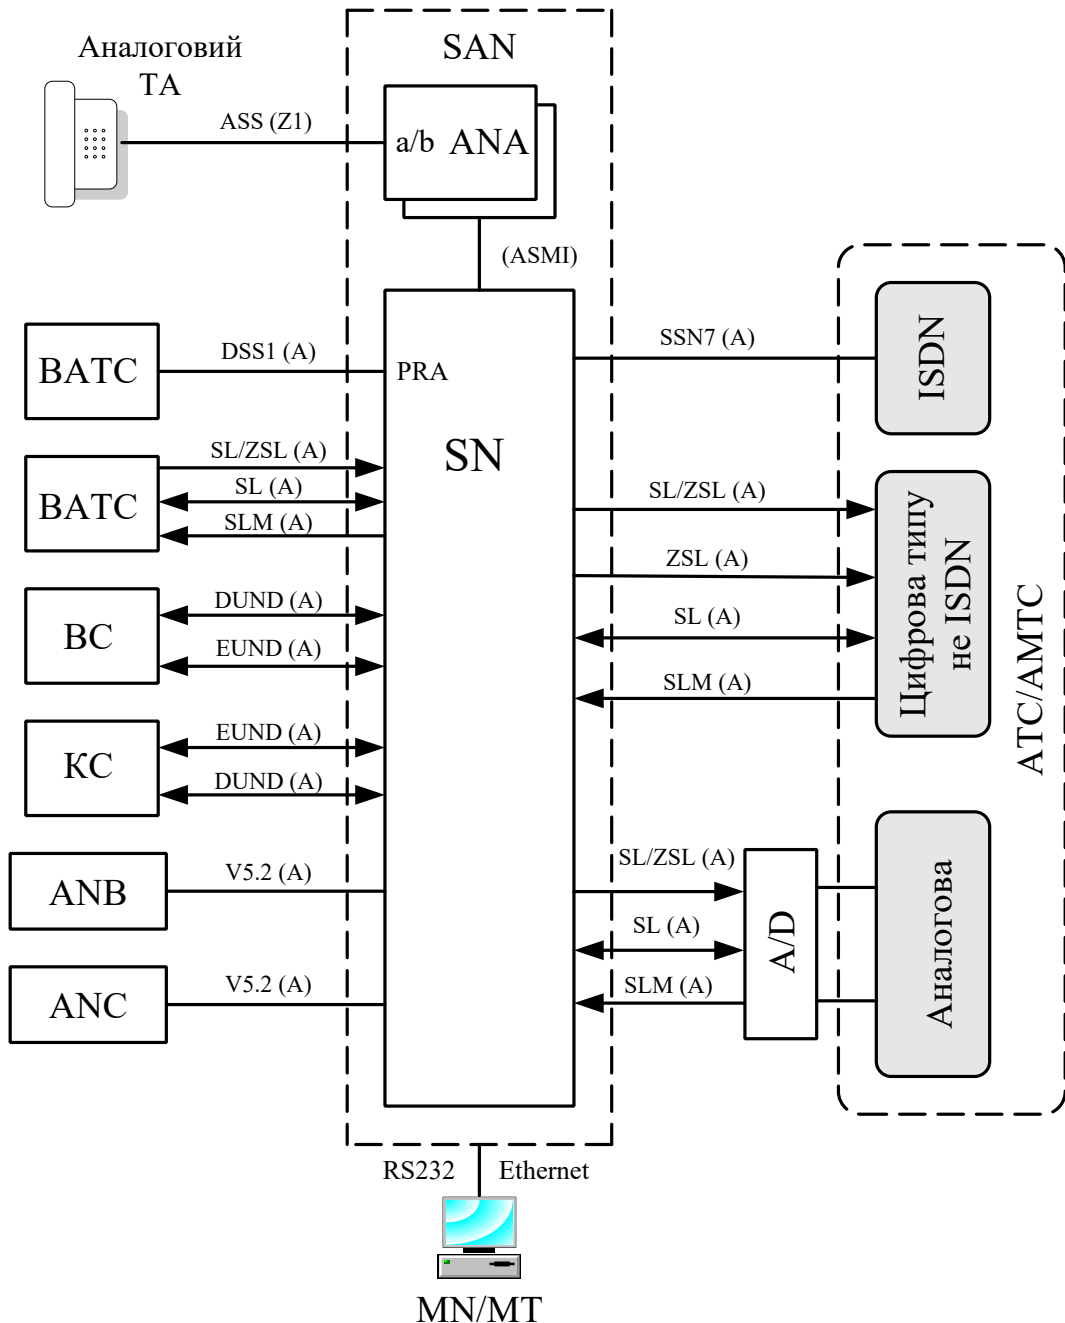 Аналоговий
ТА
SAN
ASS (Z1)
a/b ANA
(ASMI)
ВАТС
DSS1 (A)
PRA
SN
SSN7 (A)
ISDN
ВАТС
SL/ZSL (A)
SL (A)
SLM (A)
SL/ZSL (A)
ZSL (A)
SL (A)
SLM (A)
Цифрова типу
не ISDN
АТС/АМТС
ВС
DUND (A)
EUND (A)
КС
EUND (A)
DUND (A)
ANB
V5.2 (A)
ANC
V5.2 (A)
SL/ZSL (A)
SL (A)
SLM (A)
A/D
Аналогова
RS232
Ethernet
MN/MT